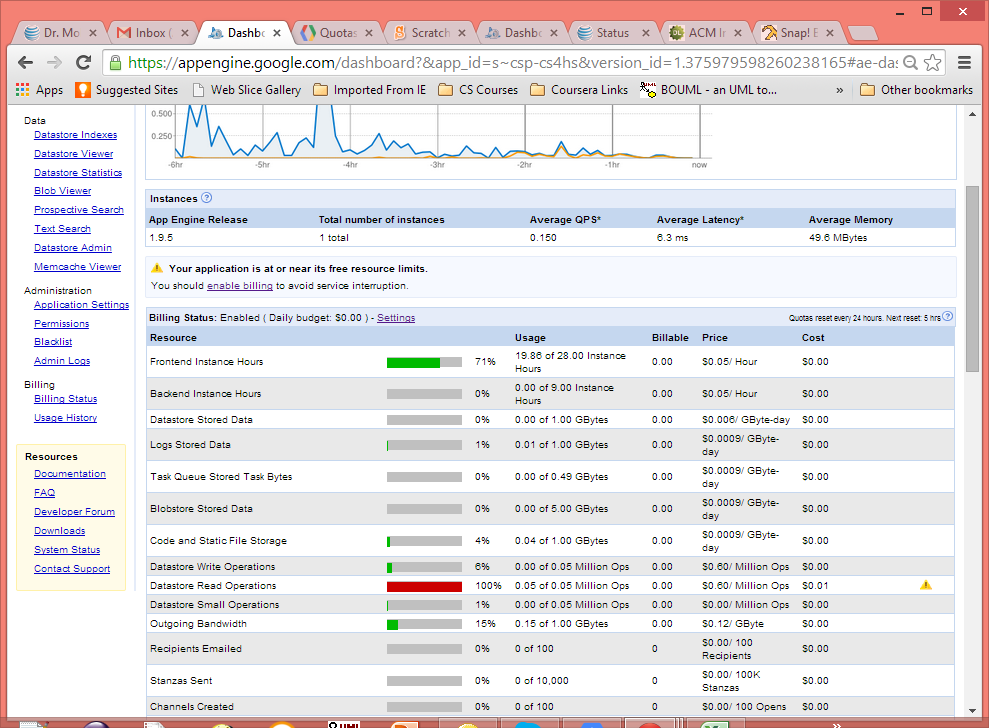 Dr. Mo
Inbox (
Dashbo
Quotas
Scratch
Dashbo
Status
ACM In
Snap! B
https://appengine.google.com/dashboard?&app_id=s~csp-cs4hs&version_id=1.375979598260238165#ae-das
Apps
Suggested Sites
Web Slice Gallery
Imported From IE
CS Courses
Coursera Links
BOUML - an UML to...
»
Other bookmarks
Data
Datastore Indexes
Datastore Viewer
Datastore Statistics
Blob Viewer
Prospective Search
Text Search
Datastore Admin
Memcache Viewer
Administration
Application Settings
Permissions
Blacklist
Admin Logs
Billing
Billing Status
Usage History
Resources
Documentation
FAQ
Developer Forum
Downloads
System Status
Contact Support
0.500
0.250
-6hr -5hr -4hr -3hr -2hr -1hr now
Instances ?
App Engine Release Total number of instances Average QPS* Average Latency* Average Memory
1.9.5 1 total 0.150 6.3 ms 49.6 MBytes
Your application is at or near its free resource limits.
You should enable billing to avoid service interruption.
Billing Status: Enabled ( Daily budget: $0.00 ) - Settings Quotas reset every 24 hours. Next reset: 5 hrs ?
Resource Usage Billable Price Cost
Frontend Instance Hours 71% 19.86 of 28.00 Instance Hours 0.00 $0.05/ Hour $0.00
Backend Instance Hours 0% 0.00 of 9.00 Instance Hours 0.00 $0.05/ Hour $0.00
Datastore Stored Data 0% 0.00 of 1.00 GBytes 0.00 $0.006/ GByte-day $0.00
Logs Stored Data 1% 0.01 of 1.00 GBytes 0.00 $0.0009/ GByte-day $0.00
Task Queue Stored Task Bytes 0% 0.00 of 0.49 GBytes 0.00 $0.0009/ GByte-day $0.00
Blobstore Stored Data 0% 0.00 of 5.00 GBytes 0.00 $0.0009/ GByte-day $0.00
Code and Static File Storage 4% 0.04 of 1.00 GBytes 0.00 $0.0009/ GByte-day $0.00
Datastore Write Operations 6% 0.00 of 0.05 Million Ops 0.00 $0.60/ Million Ops $0.00
Datastore Read Operations 100% 0.05 of 0.05 Million Ops 0.00 $0.60/ Million Ops $0.01
Datastore Small Operations 1% 0.00 of 0.05 Million Ops 0.00 $0.00/ Million Ops $0.00
Outgoing Bandwidth 15% 0.15 of 1.00 GBytes 0.00 $0.12/ GByte $0.00
Recipients Emailed 0% 0 of 100 0 $0.00/ 100 Recipients $0.00
Stanzas Sent 0% 0 of 10,000 0 $0.00/ 100K Stanzas $0.00
Channels Created 0% 0 of 100 0 $0.00/ 100 Opens $0.00